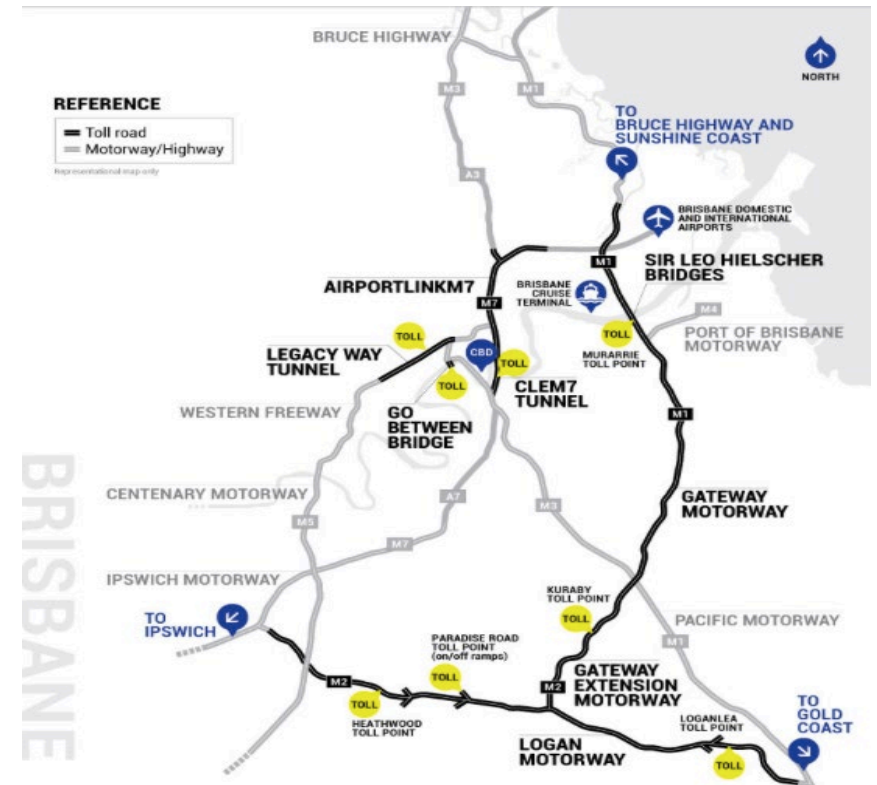 BRUCE HIGHWAY
NORTH
REFERENCE
Toll road
Motorway/Highway
Representational map only
M3
M1
TO
BRUCE HIGHWAY AND
SUNSHINE COAST
A3
BRISBANE DOMESTIC
AND INTERNATIONAL
AIRPORTS
M1
SIR LEO HIELSCHER
BRIDGES
AIRPORTLINKM7
M7
BRISBANE
CRUISE
TERMINAL
M4
PORT OF BRISBANE
MOTORWAY
TOLL
MURARRIE
TOLL POINT
TOLL
LEGACY WAY
TUNNEL
CBD
TOLL
TOLL
CLEM7
TUNNEL
WESTERN FREEWAY
GO
BETWEEN
BRIDGE
M1
CENTENARY MOTORWAY
A7
M3
GATEWAY
MOTORWAY
M5
M7
IPSWICH MOTORWAY
BRISBANE
KURABY
TOLL POINT
TOLL
TO
IPSWICH
PACIFIC MOTORWAY
M1
PARADISE ROAD
TOLL POINT
(on/off ramps)
TOLL
M2
TOLL
HEATHWOOD
TOLL POINT
M2
GATEWAY
EXTENSION
MOTORWAY
TO
GOLD
COAST
LOGANLEA
TOLL POINT
TOLL
LOGAN
MOTORWAY